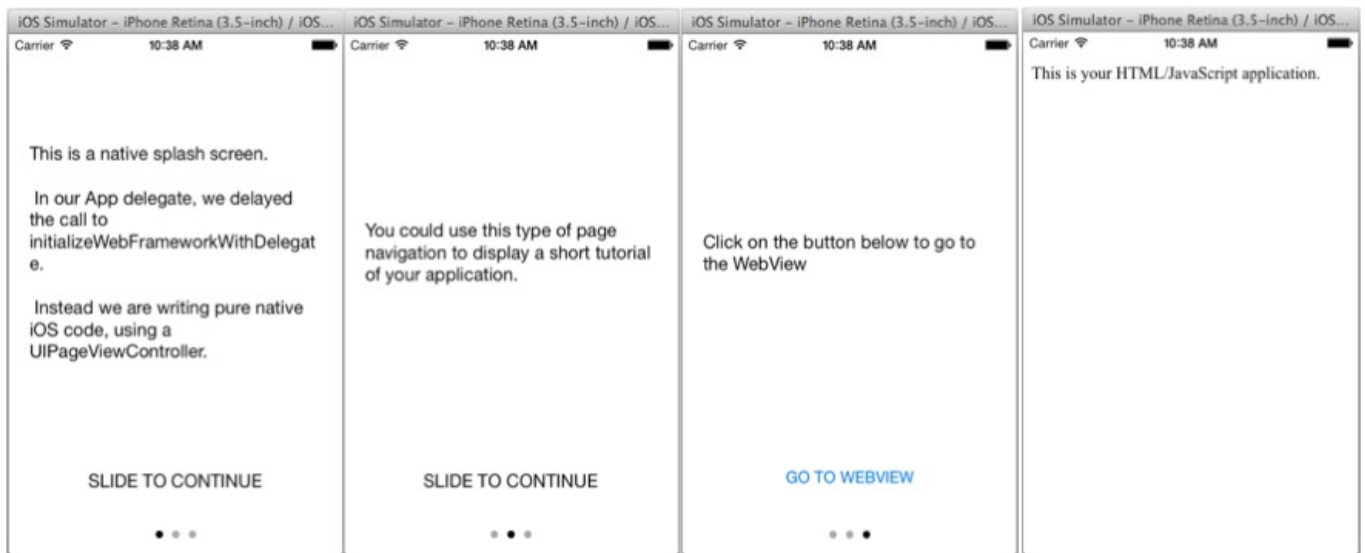 iOS Simulator – iPhone Retina (3.5-inch) / iOS...
Carrier
10:38 AM
This is a native splash screen.
In our App delegate, we delayed
the call to
initializeWebFrameworkWithDelegat
e.
Instead we are writing pure native
iOS code, using a
UIPageViewController.
SLIDE TO CONTINUE
iOS Simulator – iPhone Retina (3.5-inch) / iOS...
Carrier
10:38 AM
You could use this type of page
navigation to display a short tutorial
of your application.
SLIDE TO CONTINUE
iOS Simulator – iPhone Retina (3.5-inch) / iOS...
Carrier
10:38 AM
Click on the button below to go to
the WebView
GO TO WEBVIEW
iOS Simulator – iPhone Retina (3.5-inch) / iOS...
Carrier
10:38 AM
This is your HTML/JavaScript application.